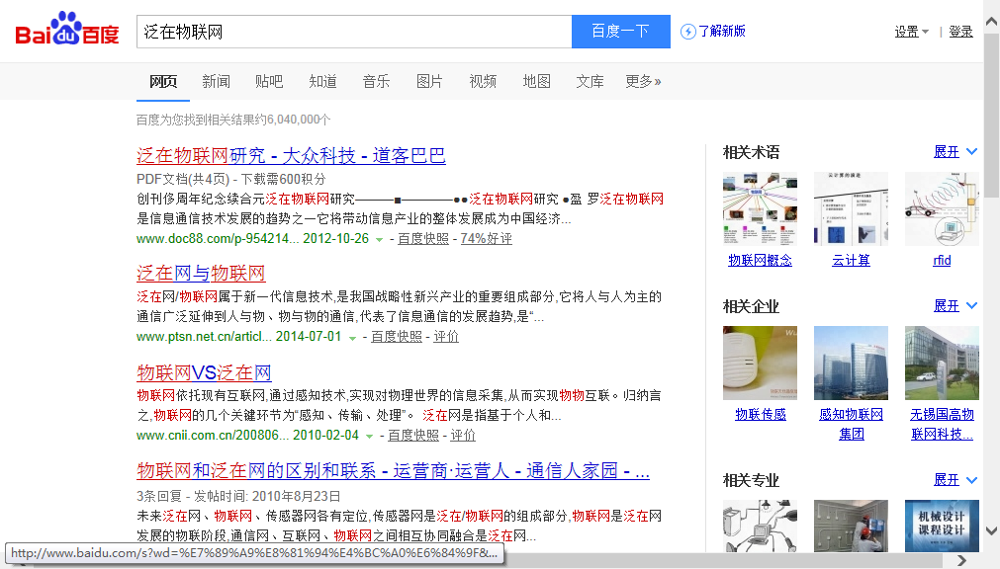 Bai du 百度
泛在物联网
百度一下
了解新版
设置 | 登录
网页 新闻 贴吧 知道 音乐 图片 视频 地图 文库 更多»
百度为您找到相关结果约6,040,000个
泛在物联网研究 - 大众科技 - 道客巴巴
PDF文档(共4页) - 下载需600积分
创刊侈周年纪念续合元泛在物联网研究———■————●●泛在物联网研究 ●盈 罗泛在物联网
是信息通信技术发展的趋势之一它将带动信息产业的整体发展成为中国经济...
www.doc88.com/p-954214... 2012-10-26 - 百度快照 - 74%好评
泛在网与物联网
泛在网/物联网属于新一代信息技术,是我国战略性新兴产业的重要组成部分,它将人与人为主的
通信广泛延伸到人与物、物与物的通信,代表了信息通信的发展趋势,是“...
www.ptsn.net.cn/articl... 2014-07-01 - 百度快照 - 评价
物联网VS泛在网
物联网依托现有互联网,通过感知技术,实现对物理世界的信息采集,从而实现物物互联。归纳言
之,物联网的几个关键环节为“感知、传输、处理”。 泛在网是指基于个人和...
www.cnii.com.cn/200806... 2010-02-04 - 百度快照 - 评价
物联网和泛在网的区别和联系 - 运营商·运营人 - 通信人家园 - ...
3条回复 - 发帖时间: 2010年8月23日
未来泛在网、物联网、传感器网各有定位,传感器网是泛在/物联网的组成部分,物联网是泛在网
发展的物联阶段,通信网、互联网、物联网之间相互协同融合是泛在网...
http://www.baidu.com/s?wd=%E7%89%A9%E8%81%94%E4%BC%A0%E6%84%9F&...
相关术语 展开
云计算的演进
物联网概念 云计算 rfid
相关企业 展开
物联传感 感知物联网 无锡国高物
集团 联网科技...
相关专业 展开
机械设计
课程设计